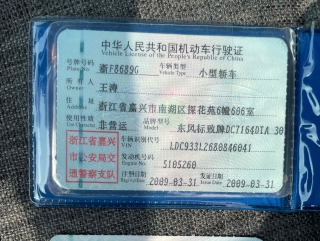 中华人民共和国机动车行驶证
Vehicle License of the People's Republic of China
号牌号码 浙F8689G 车辆类型 Vehicle Type 小型轿车
所有人 Owner 王涛
住址 Address 浙江省嘉兴市南湖区探花苑6幢606室
使用性质 Use Character 非营运 品牌型号 Model 东风标致牌DC7164DTA 307
浙江省嘉兴
市公安局交
通警察支队
车辆识别代号 VIN LDC933L2680846041
发动机号码 Engine No. 5105260
注册日期 Register Date 2009-03-31 发证日期 Issue Date 2009-03-31